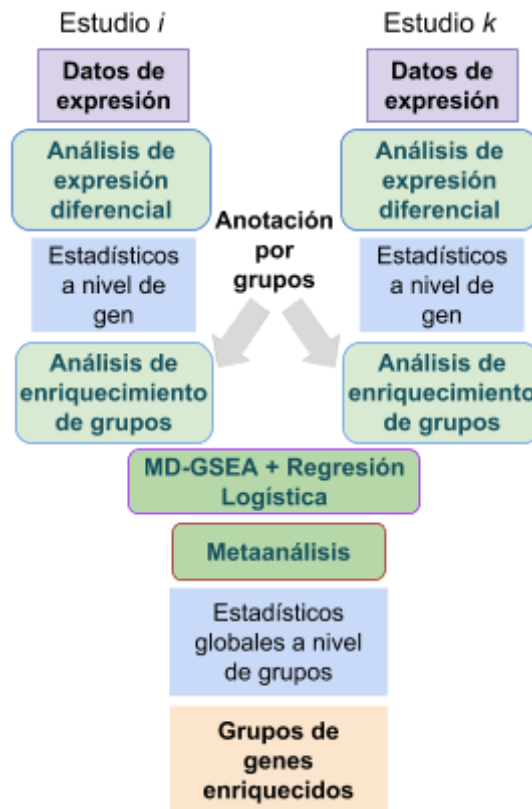 Estudio i
Datos de
expresión
Análisis de
expresión
diferencial
Estadísticos
a nivel de
gen
Análisis de
enriquecimiento
de grupos
Estudio k
Datos de
expresión
Análisis de
expresión
diferencial
Estadísticos
a nivel de
gen
Análisis de
enriquecimiento
de grupos
Anotación
por
grupos
MD-GSEA + Regresión
Logística
Metaanálisis
Estadísticos
globales a nivel
de grupos
Grupos de
genes
enriquecidos